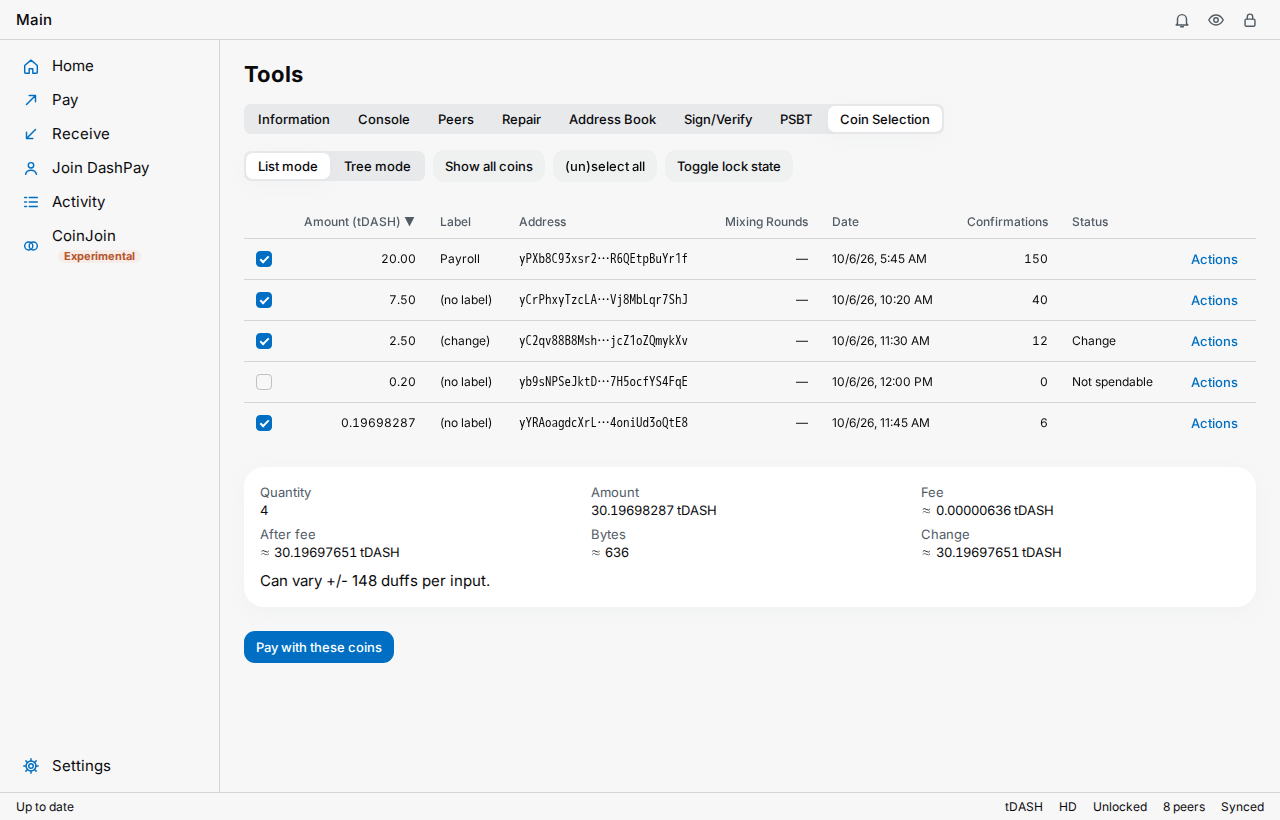 Main
Home
Pay
Receive
Join DashPay
Activity
CoinJoin
Experimental
Settings
Tools
Information Console Peers Repair Address Book Sign/Verify PSBT Coin Selection
List mode Tree mode Show all coins (un)select all Toggle lock state
Amount (tDASH) ▼ Label Address Mixing Rounds Date Confirmations Status
20.00 Payroll yPXb8C93xsr2···R6QEtpBuYr1f — 10/6/26, 5:45 AM 150 Actions
7.50 (no label) yCrPhxyTzcLA···Vj8MbLqr7ShJ — 10/6/26, 10:20 AM 40 Actions
2.50 (change) yC2qv88B8Msh···jcZ1oZQmykXv — 10/6/26, 11:30 AM 12 Change Actions
0.20 (no label) yb9sNPSeJktD···7H5ocfYS4FqE — 10/6/26, 12:00 PM 0 Not spendable Actions
0.19698287 (no label) yYRAoagdcXrL···4oniUd3oQtE8 — 10/6/26, 11:45 AM 6 Actions
Quantity Amount Fee
4 30.19698287 tDASH ≈ 0.00000636 tDASH
After fee Bytes Change
≈ 30.19697651 tDASH ≈ 636 ≈ 30.19697651 tDASH
Can vary +/- 148 duffs per input.
Pay with these coins
Up to date tDASH HD Unlocked 8 peers Synced